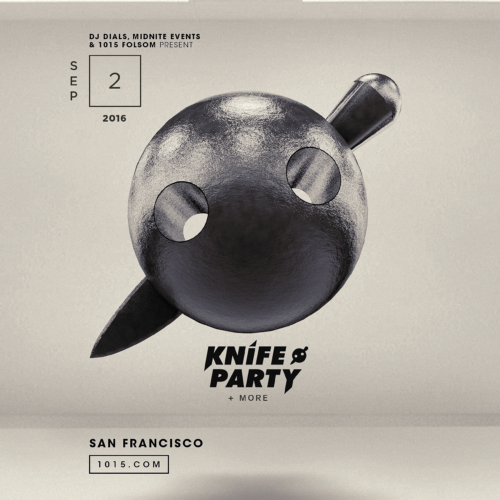 DJ DIALS, MIDNITE EVENTS
& 1015 FOLSOM PRESENT
SEP
2
2016
KNIFE
PARTY
+ MORE
SAN FRANCISCO
1015.COM